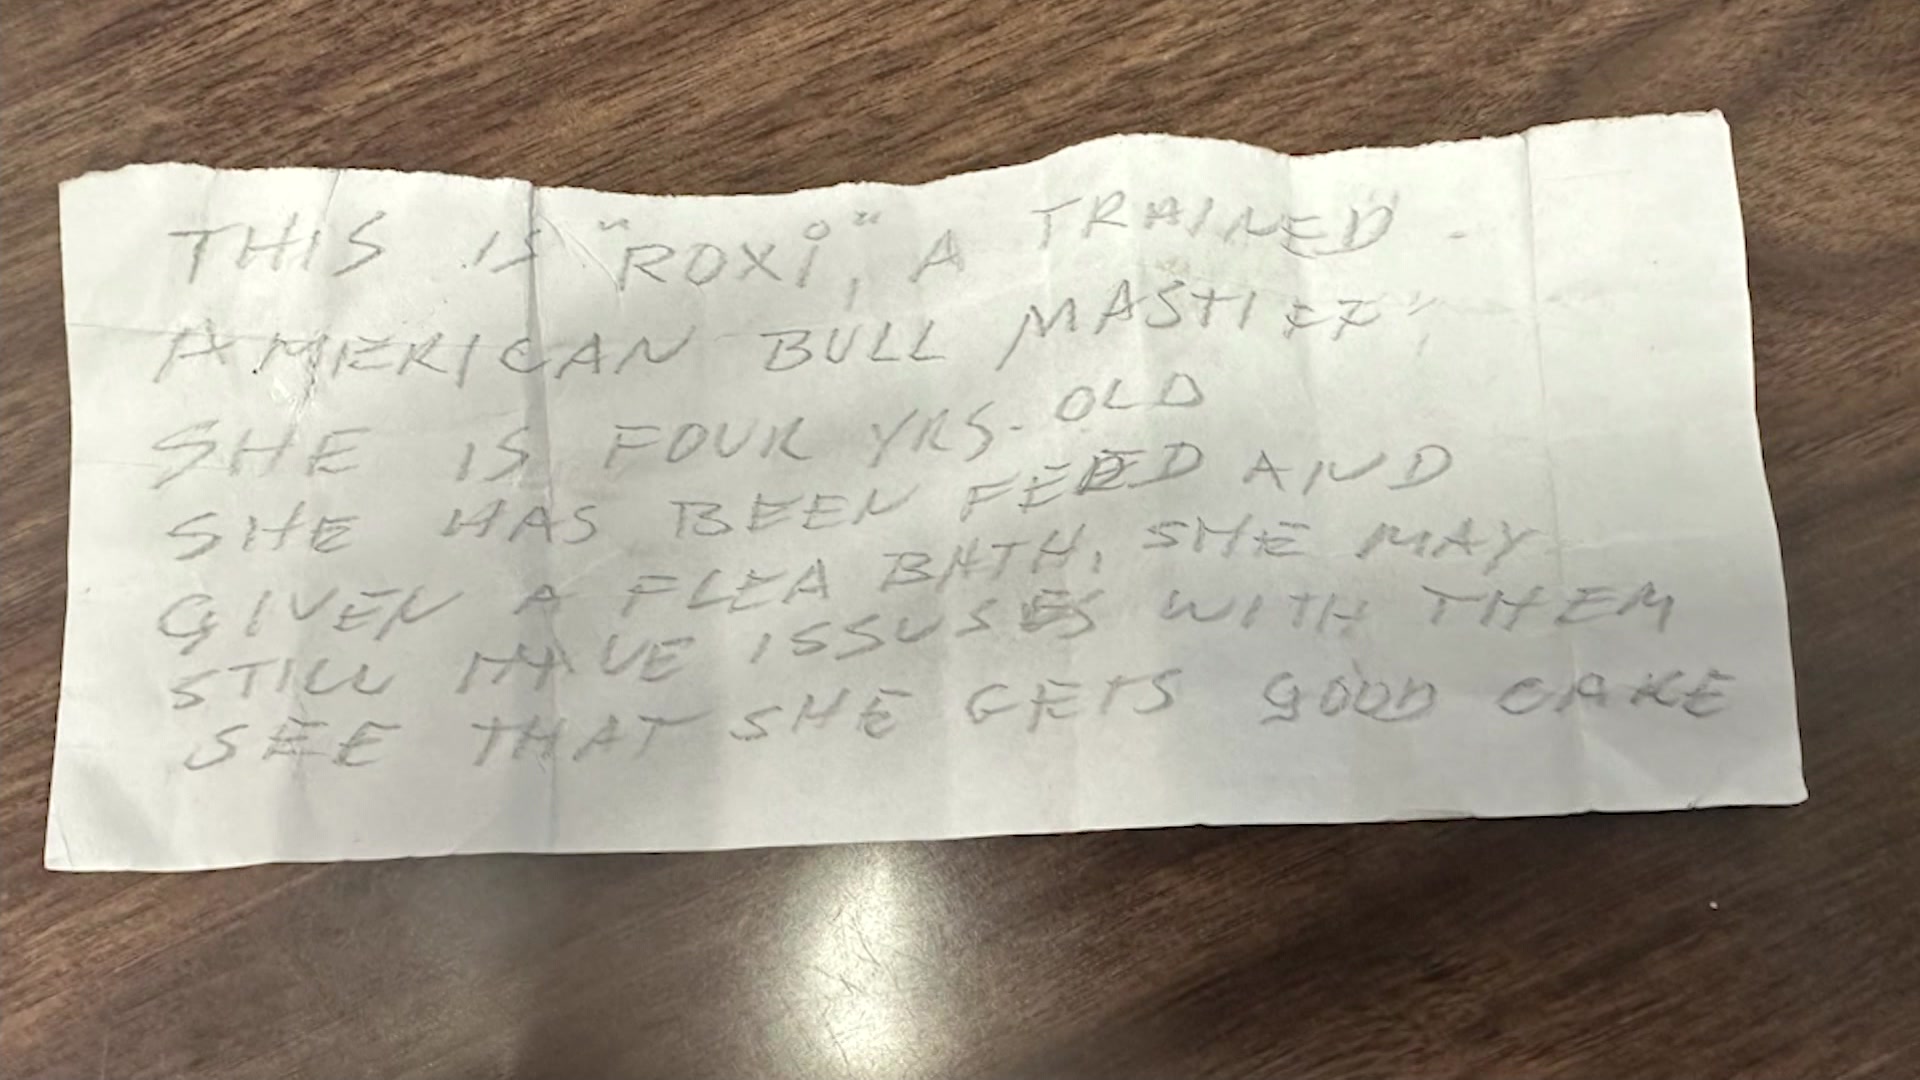 THIS IS "ROXi," A TRAINED
AMERICAN BULL MASTIFF,
SHE IS FOUR YRS. OLD
SHE HAS BEEN FEEED AND
GIVEN A FLEA BATH, SHE MAY
STILL HAVE ISSUSES WITH THEM
SEE THAT SHE GETS GOOD CARE